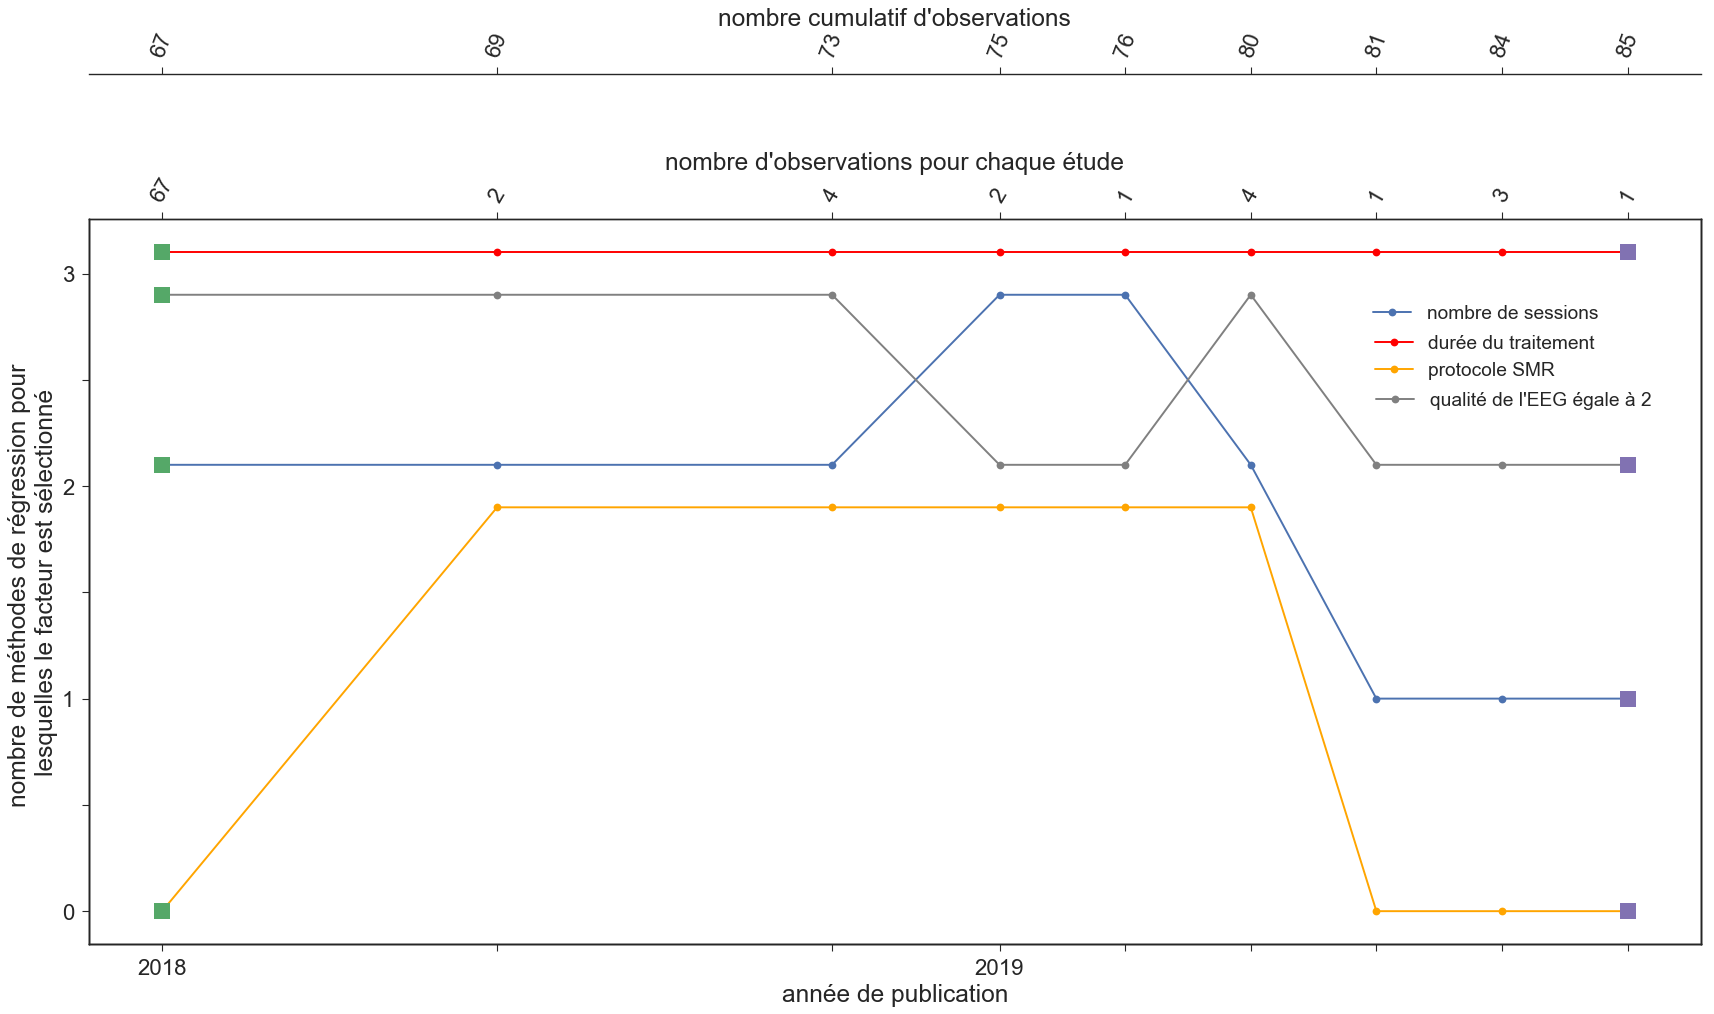 nombre cumulatif d'observations
67 69 73 75 76 80 81 84 85
nombre d'observations pour chaque étude
67 2 4 2 1 4 1 3 1
3
2
1
0
nombre de méthodes de régression pour
lesquelles le facteur est sélectionné
nombre de sessions
durée du traitement
protocole SMR
qualité de l'EEG égale à 2
2018 2019
année de publication